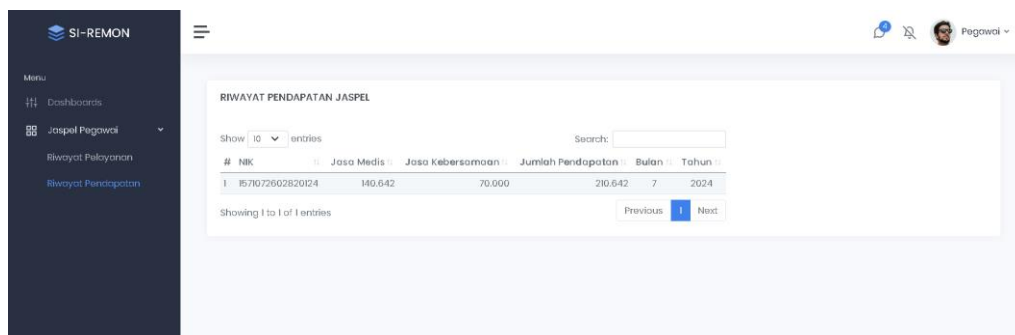 SI-REMON
4
Pegawai
Menu
Dashboards
Jaspel Pegawai
Riwayat Pelayanan
Riwayat Pendapatan
RIWAYAT PENDAPATAN JASPEL
Show 10 entries
Search:
# NIK Jasa Medis Jasa Kebersamaan Jumlah Pendapatan Bulan Tahun
1 1571072602820124 140.642 70.000 210.642 7 2024
Showing 1 to 1 of 1 entries
Previous 1 Next